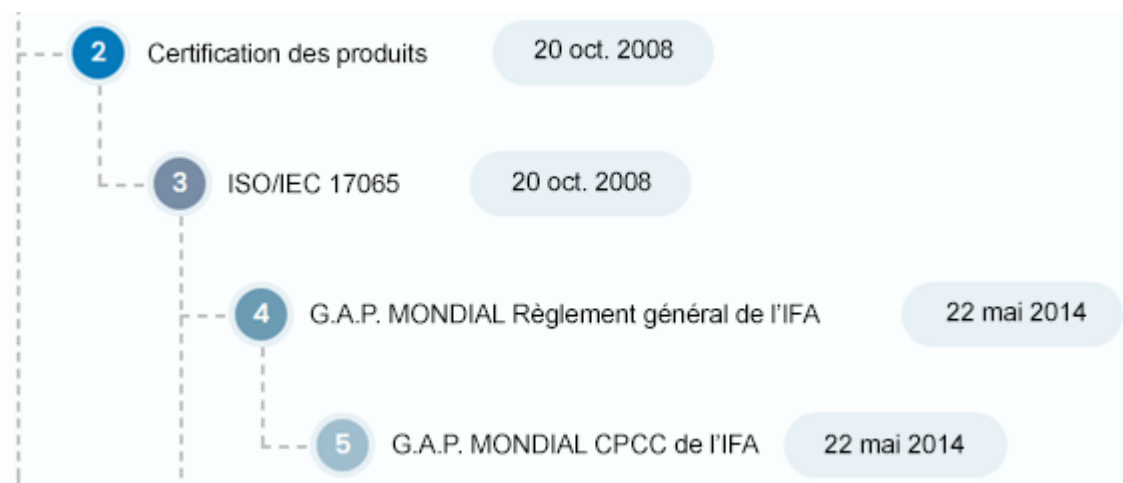 2 Certification des produits 20 oct. 2008
3 ISO/IEC 17065 20 oct. 2008
4 G.A.P. MONDIAL Règlement général de l'IFA 22 mai 2014
5 G.A.P. MONDIAL CPCC de l'IFA 22 mai 2014